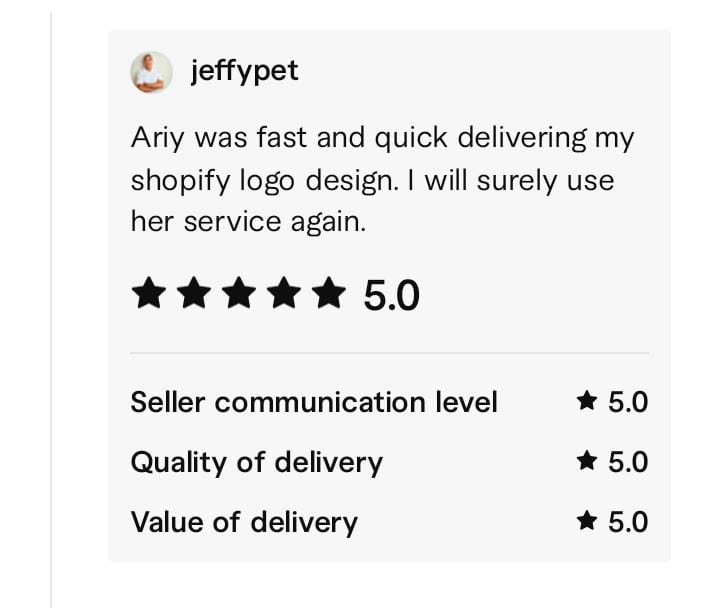 jeffypet
Ariy was fast and quick delivering my
shopify logo design. I will surely use
her service again.
5.0
Seller communication level 5.0
Quality of delivery 5.0
Value of delivery 5.0